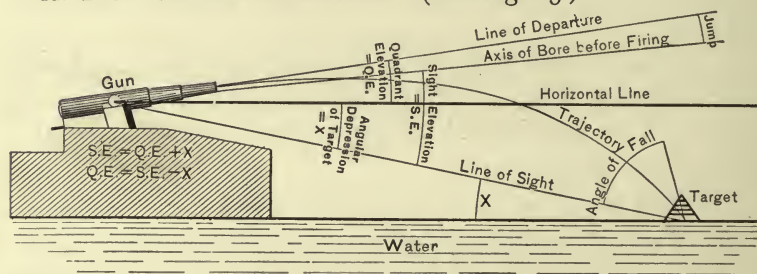 Line of Departure
Jump
Axis of Bore before Firing
Quadrant
Elevation
= Q.E.
Sight Elevation
= S.E.
Gun
Horizontal Line
Angular
Depression
of Target
= X
Trajectory
Angle of Fall
S.E. = Q.E. + X
Q.E. = S.E. - X
Line of Sight
X
Target
Water